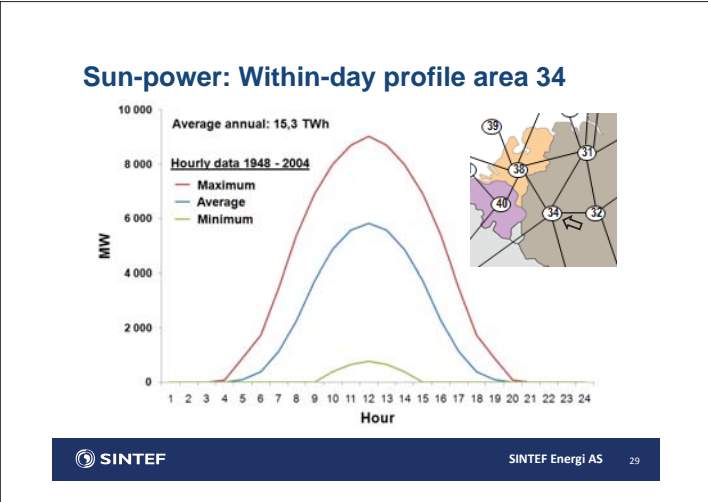 Sun-power: Within-day profile area 34
10 000
8 000
6 000
4 000
2 000
0
MW
Average annual: 15,3 TWh
Hourly data 1948 - 2004
Maximum
Average
Minimum
1 2 3 4 5 6 7 8 9 10 11 12 13 14 15 16 17 18 19 20 21 22 23 24
Hour
39
31
38
40
34
32
SINTEF
SINTEF Energi AS
29